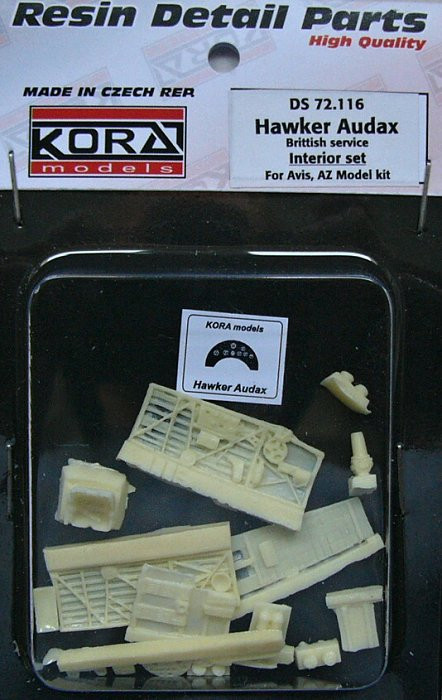 Resin Detail Parts
High Quality
MADE IN CZECH REP.
KORA
models
DS 72.116
Hawker Audax
Brittish service
Interior set
For Avis, AZ Model kit
KORA models
Hawker Audax